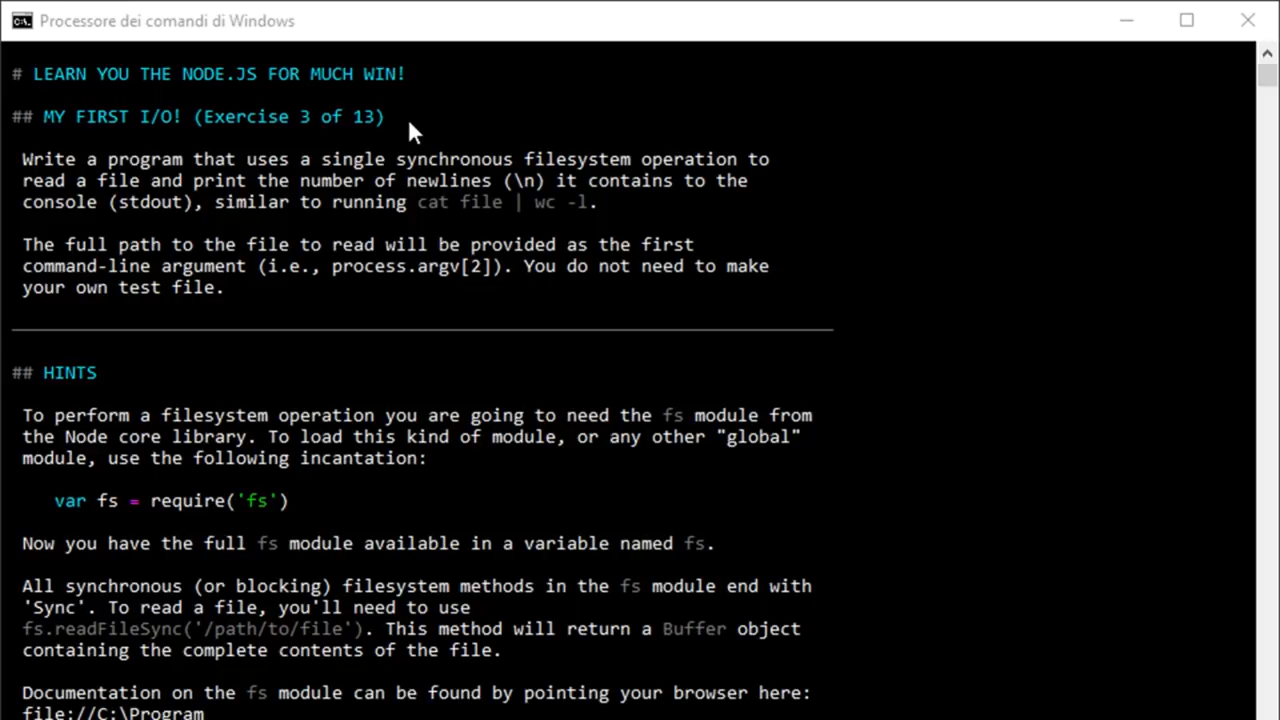 Processore dei comandi di Windows
# LEARN YOU THE NODE.JS FOR MUCH WIN!
## MY FIRST I/O! (Exercise 3 of 13)
Write a program that uses a single synchronous filesystem operation to
read a file and print the number of newlines (\n) it contains to the
console (stdout), similar to running cat file | wc -l.
The full path to the file to read will be provided as the first
command-line argument (i.e., process.argv[2]). You do not need to make
your own test file.
## HINTS
To perform a filesystem operation you are going to need the fs module from
the Node core library. To load this kind of module, or any other "global"
module, use the following incantation:
var fs = require('fs')
Now you have the full fs module available in a variable named fs.
All synchronous (or blocking) filesystem methods in the fs module end with
'Sync'. To read a file, you'll need to use
fs.readFileSync('/path/to/file'). This method will return a Buffer object
containing the complete contents of the file.
Documentation on the fs module can be found by pointing your browser here:
file://C:\Program